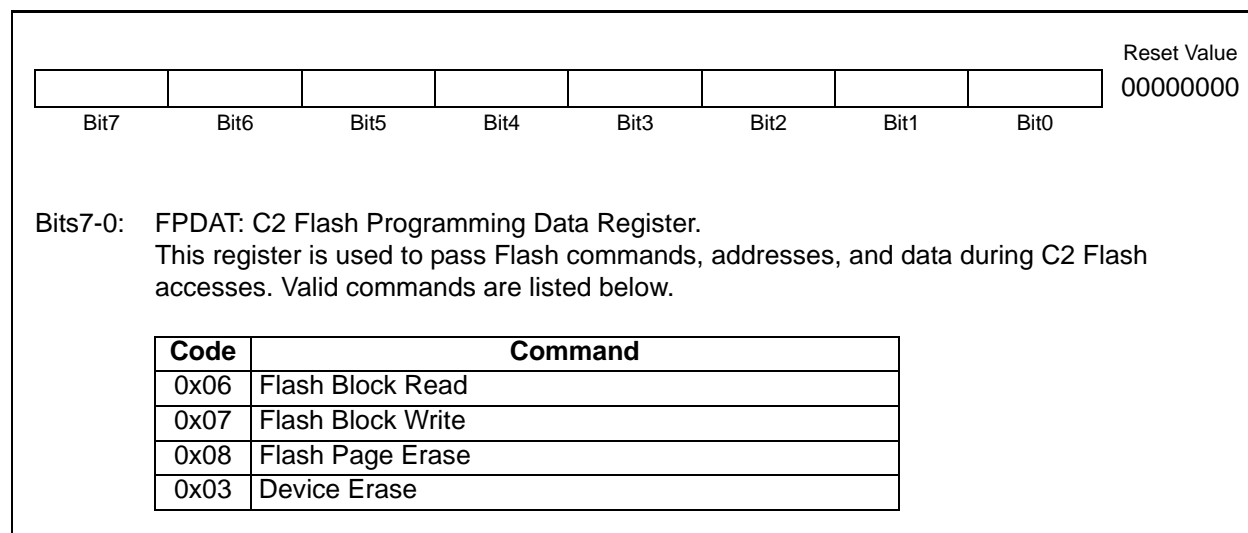 Reset Value
00000000
Bit7 Bit6 Bit5 Bit4 Bit3 Bit2 Bit1 Bit0
Bits7-0: FPDAT: C2 Flash Programming Data Register.
This register is used to pass Flash commands, addresses, and data during C2 Flash
accesses. Valid commands are listed below.
Code Command
0x06 Flash Block Read
0x07 Flash Block Write
0x08 Flash Page Erase
0x03 Device Erase